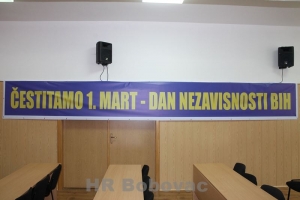 ČESTITAMO 1. MART - DAN NEZAVISNOSTI BIH
HR Bobovac